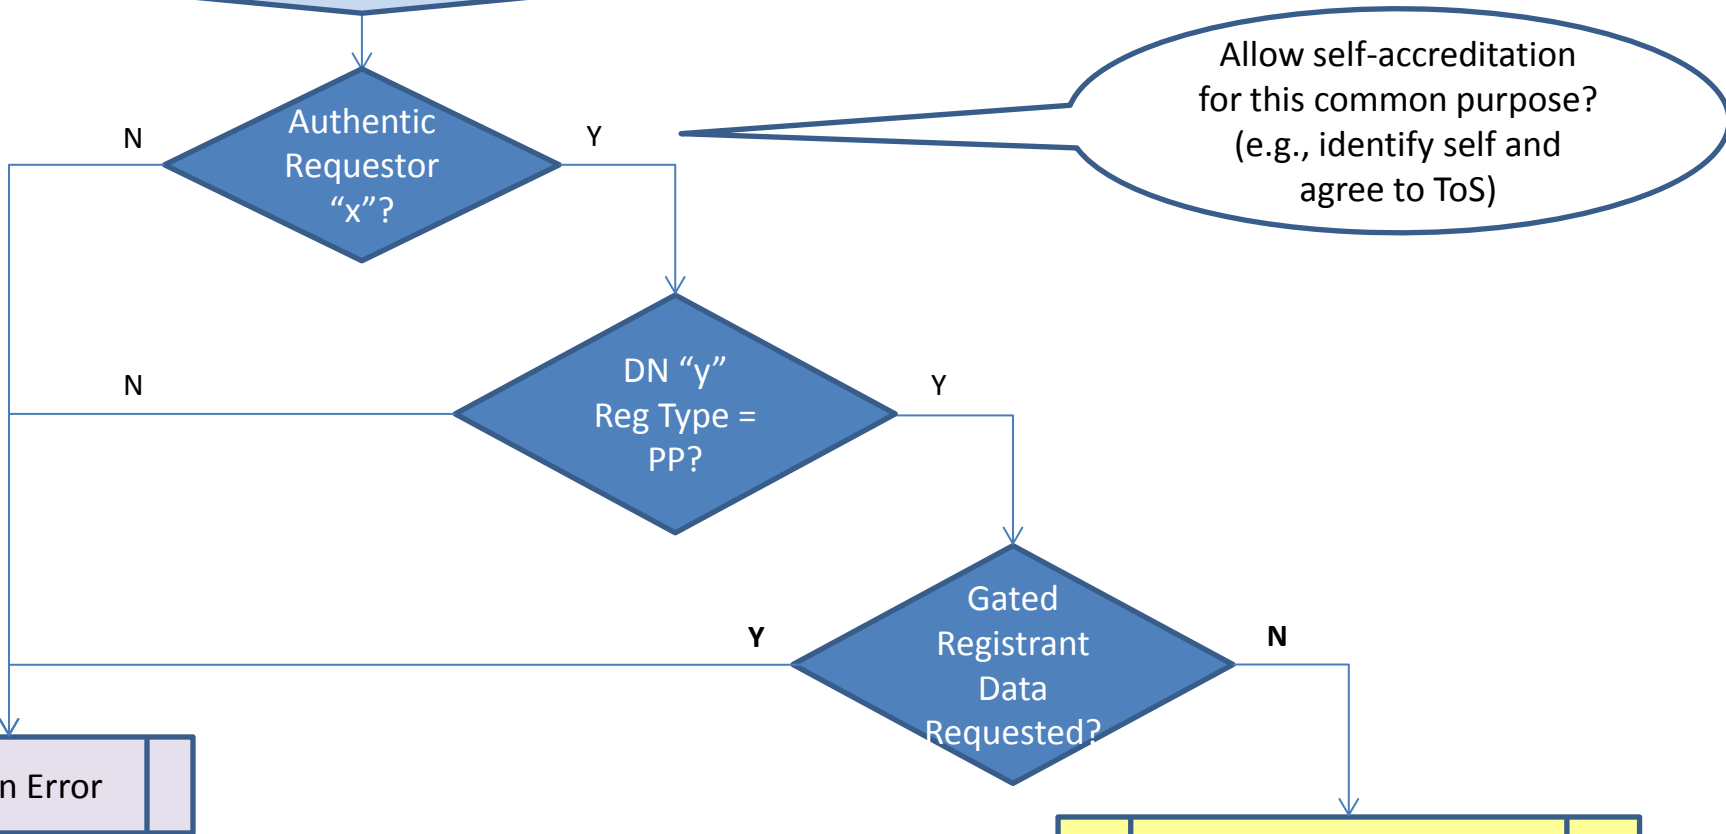 Allow self-accreditation
for this common purpose?
(e.g., identify self and
agree to ToS)
Authentic
Requestor
“x”?
N
Y
DN “y”
Reg Type =
PP?
N
Y
Gated
Registrant
Data
Requested?
Y
N
n Error